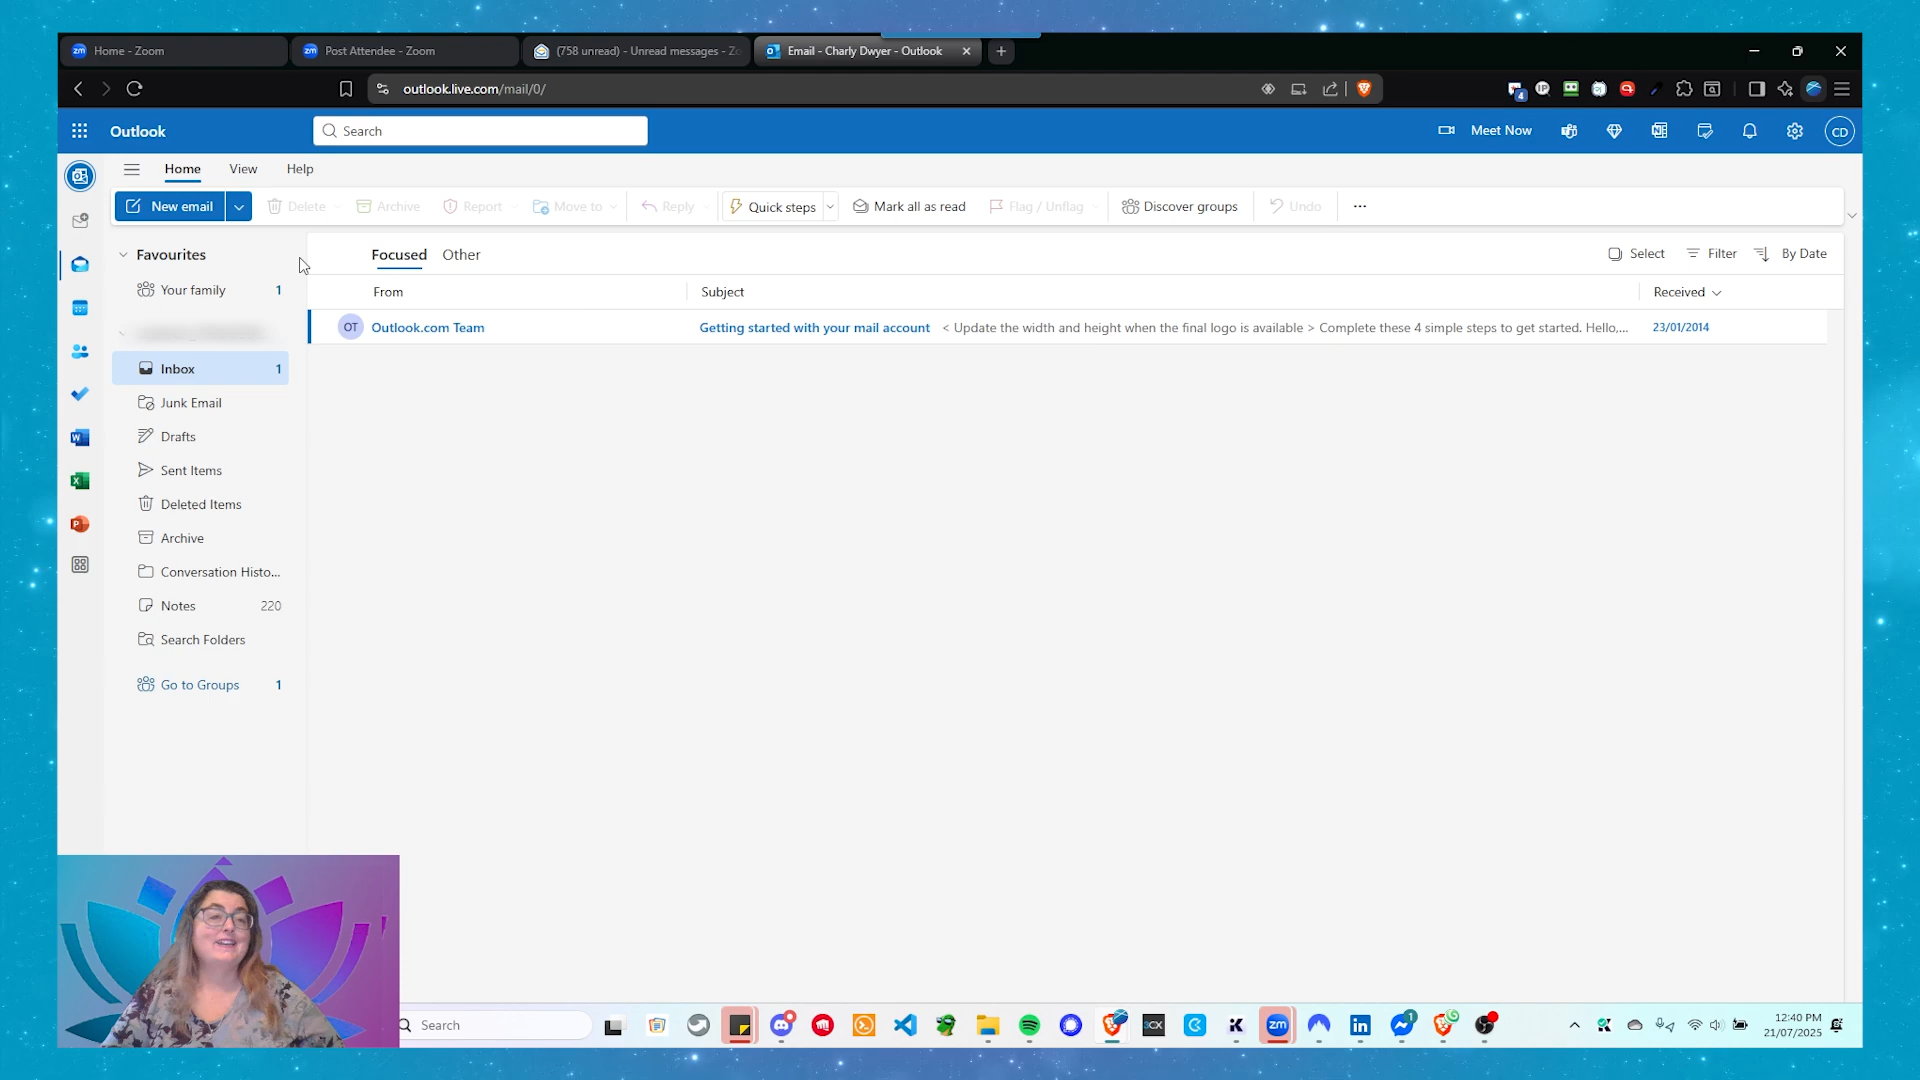 Home - Zoom
Post Attendee - Zoom
(758 unread) - Unread messages - Zo
Email - Charly Dwyer - Outlook
outlook.live.com/mail/0/
4
Outlook
Search
Meet Now
CD
Home
View
Help
New email
Delete
Archive
Report
Move to
Reply
Quick steps
Mark all as read
Flag / Unflag
Discover groups
Undo
Favourites
Your family 1
Inbox 1
Junk Email
Drafts
Sent Items
Deleted Items
Archive
Conversation Histo...
Notes 220
Search Folders
Go to Groups 1
Focused Other
Select Filter By Date
From Subject Received
OT Outlook.com Team Getting started with your mail account < Update the width and height when the final logo is available > Complete these 4 simple steps to get started. Hello,... 23/01/2014
Search
3CX
zm
1
12:40 PM
21/07/2025